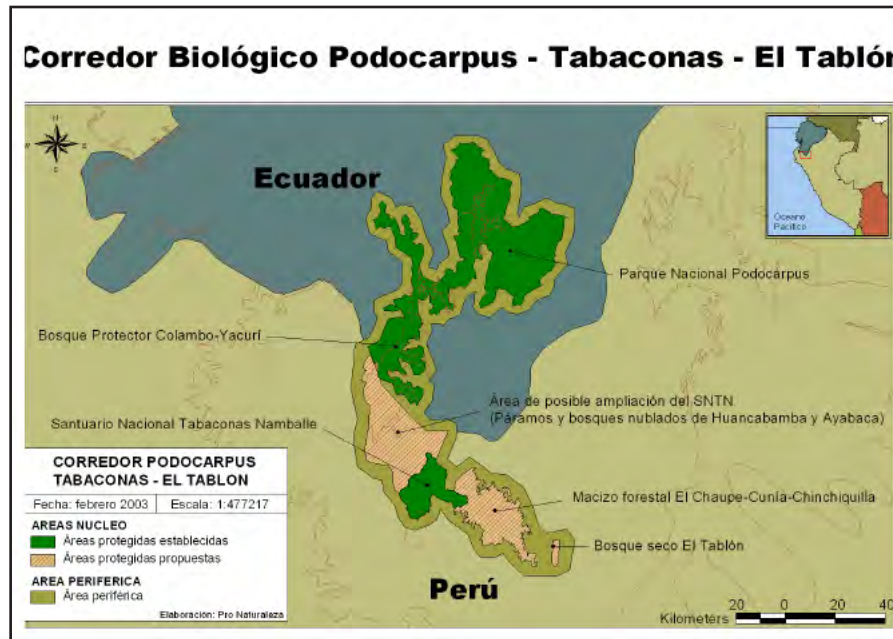 Corredor Biológico Podocarpus - Tabaconas - El Tablón
N
Ecuador
Oceano
Pacífico
Parque Nacional Podocarpus
Bosque Protector Colambo-Yacurí
Área de posible ampliación del SNTN
(Páramos y bosques nublados de Huancabamba y Ayabaca)
Santuario Nacional Tabaconas Namballe
CORREDOR PODOCARPUS
TABACONAS - EL TABLON
Fecha: febrero 2003 Escala: 1:477217
AREAS NUCLEO
Áreas protegidas establecidas
Áreas protegidas propuestas
AREA PERIFERICA
Área periférica
Elaboración: Pro Naturaleza
Macizo forestal El Chaupe-Cunía-Chinchiquilla
Bosque seco El Tablón
Perú
Kilometers
20 0 20 40